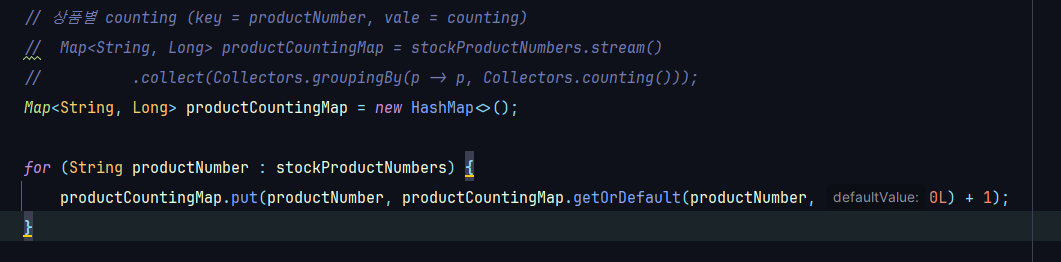 // 상품별 counting (key = productNumber, vale = counting)
// Map<String, Long> productCountingMap = stockProductNumbers.stream()
// .collect(Collectors.groupingBy(p -> p, Collectors.counting()));
Map<String, Long> productCountingMap = new HashMap<>();
for (String productNumber : stockProductNumbers) {
productCountingMap.put(productNumber, productCountingMap.getOrDefault(productNumber, defaultValue: 0L) + 1);
}